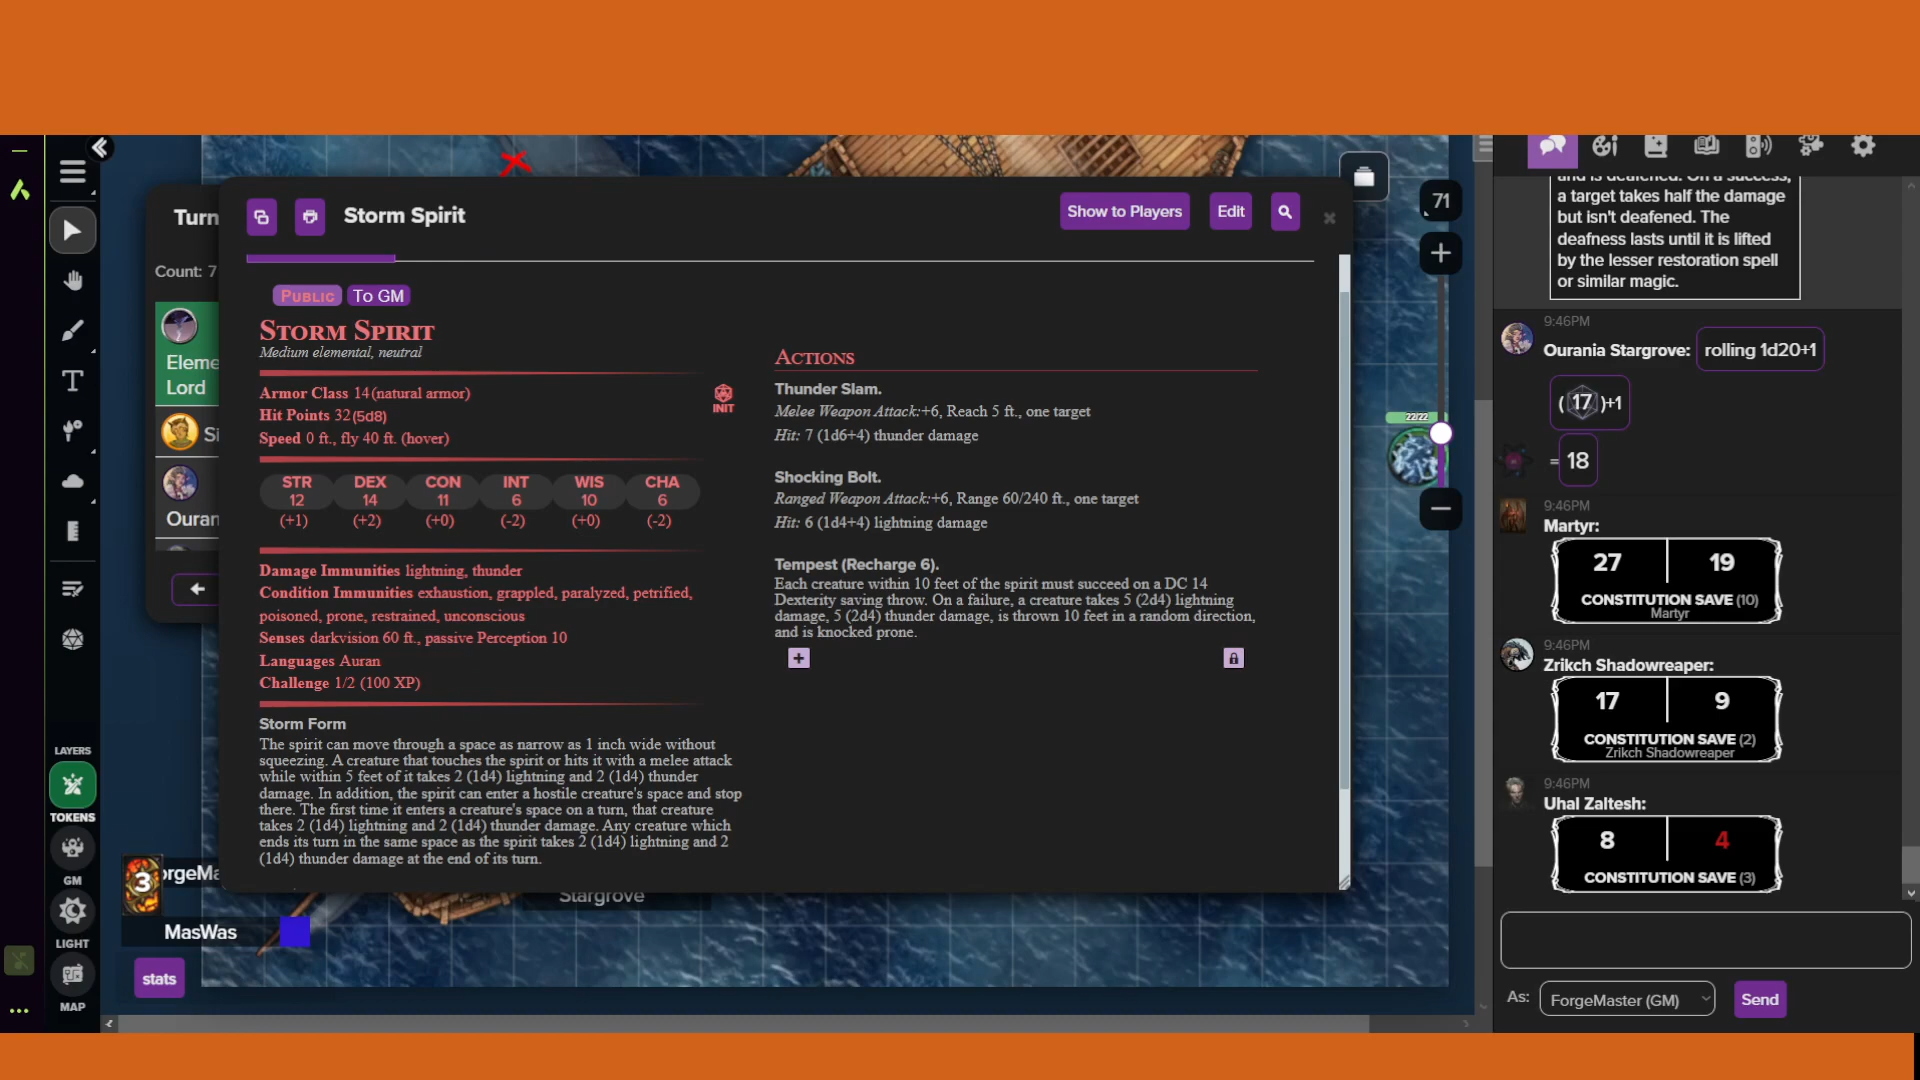 Turn
Count: 7
Eleme
Lord
Si
Ouran
LAYERS
TOKENS
GM
LIGHT
MAP
3
orgeMa
MasWas
stats
Stargrove
Storm Spirit
Show to Players
Edit
Public
To GM
Storm Spirit
Medium elemental, neutral
Armor Class 14 (natural armor)
Hit Points 32 (5d8)
Speed 0 ft., fly 40 ft. (hover)
INIT
STR DEX CON INT WIS CHA
12 14 11 6 10 6
(+1) (+2) (+0) (-2) (+0) (-2)
Damage Immunities lightning, thunder
Condition Immunities exhaustion, grappled, paralyzed, petrified,
poisoned, prone, restrained, unconscious
Senses darkvision 60 ft., passive Perception 10
Languages Auran
Challenge 1/2 (100 XP)
Storm Form
The spirit can move through a space as narrow as 1 inch wide without
squeezing. A creature that touches the spirit or hits it with a melee attack
while within 5 feet of it takes 2 (1d4) lightning and 2 (1d4) thunder
damage. In addition, the spirit can enter a hostile creature's space and stop
there. The first time it enters a creature's space on a turn, that creature
takes 2 (1d4) lightning and 2 (1d4) thunder damage. Any creature which
ends its turn in the same space as the spirit takes 2 (1d4) lightning and 2
(1d4) thunder damage at the end of its turn.
Actions
Thunder Slam.
Melee Weapon Attack:+6, Reach 5 ft., one target
Hit: 7 (1d6+4) thunder damage
Shocking Bolt.
Ranged Weapon Attack:+6, Range 60/240 ft., one target
Hit: 6 (1d4+4) lightning damage
Tempest (Recharge 6).
Each creature within 10 feet of the spirit must succeed on a DC 14
Dexterity saving throw. On a failure, a creature takes 5 (2d4) lightning
damage, 5 (2d4) thunder damage, is thrown 10 feet in a random direction,
and is knocked prone.
71
22/22
and is deafened. On a success,
a target takes half the damage
but isn't deafened. The
deafness lasts until it is lifted
by the lesser restoration spell
or similar magic.
9:46PM
Ourania Stargrove: rolling 1d20+1
(17)+1
=18
9:46PM
Martyr:
27 19
CONSTITUTION SAVE (10)
Martyr
9:46PM
Zrikch Shadowreaper:
17 9
CONSTITUTION SAVE (2)
Zrikch Shadowreaper
9:46PM
Uhal Zaltesh:
8 4
CONSTITUTION SAVE (3)
As: ForgeMaster (GM)
Send